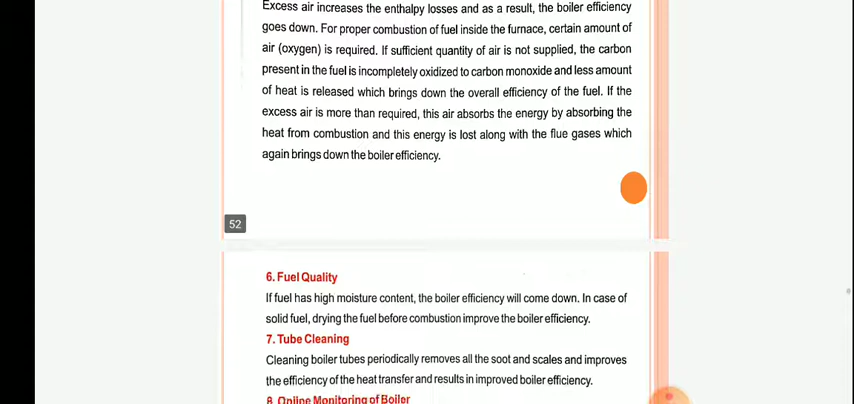 Excess air increases the enthalpy losses and as a result, the boiler efficiency
goes down. For proper combustion of fuel inside the furnace, certain amount of
air (oxygen) is required. If sufficient quantity of air is not supplied, the carbon
present in the fuel is incompletely oxidized to carbon monoxide and less amount
of heat is released which brings down the overall efficiency of the fuel. If the
excess air is more than required, this air absorbs the energy by absorbing the
heat from combustion and this energy is lost along with the flue gases which
again brings down the boiler efficiency.
52
6. Fuel Quality
If fuel has high moisture content, the boiler efficiency will come down. In case of
solid fuel, drying the fuel before combustion improve the boiler efficiency.
7. Tube Cleaning
Cleaning boiler tubes periodically removes all the soot and scales and improves
the efficiency of the heat transfer and results in improved boiler efficiency.
8. Online Monitoring of Boiler